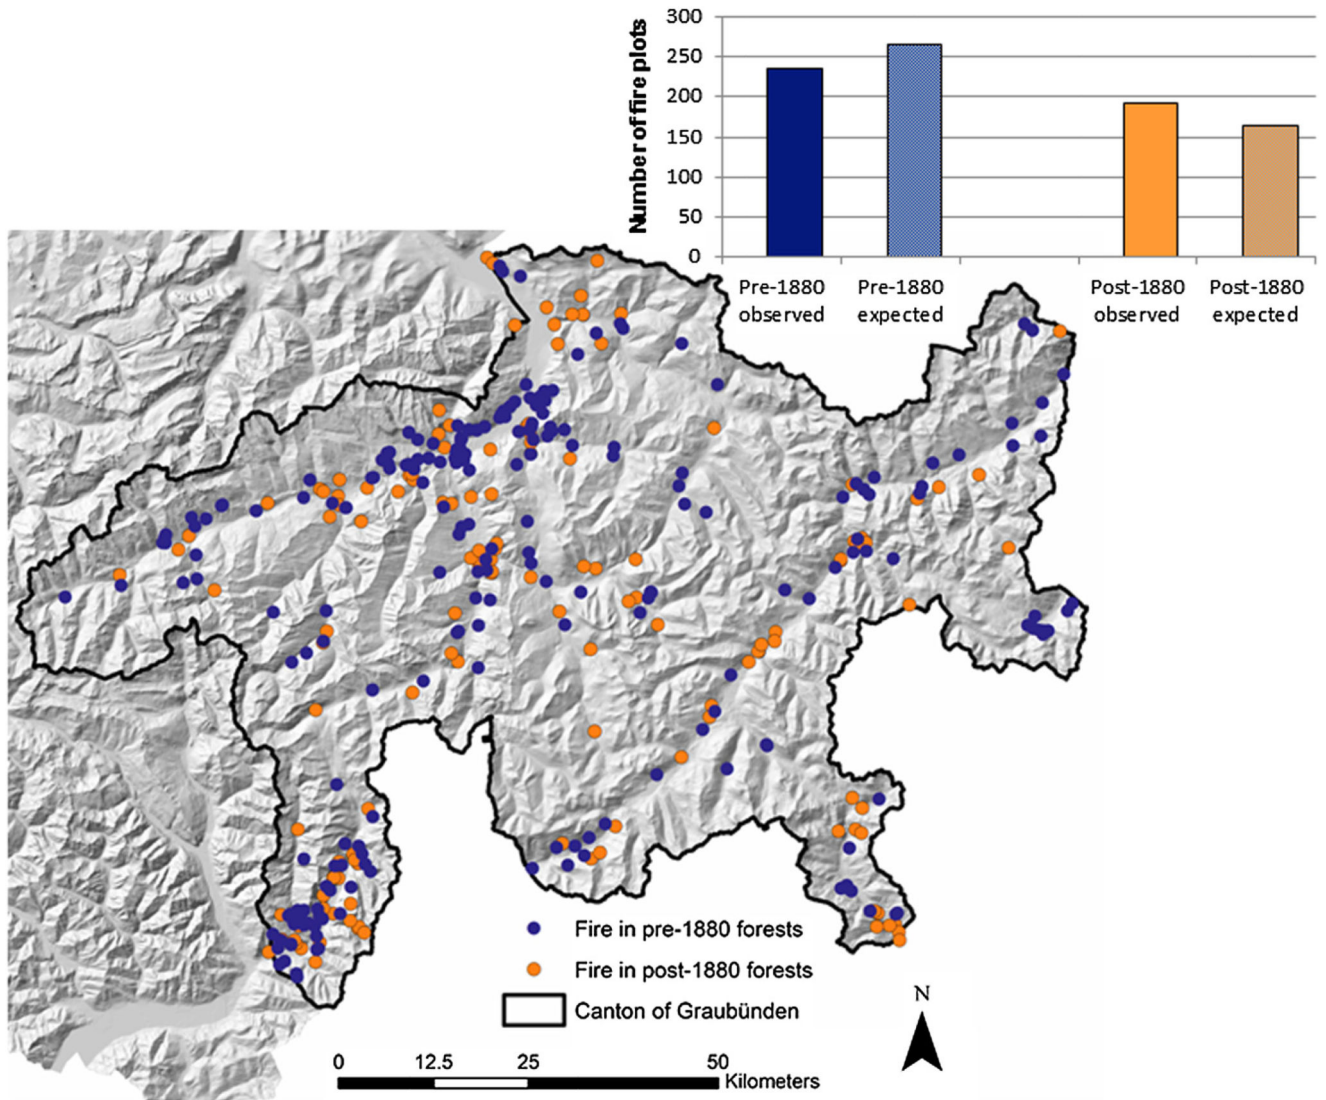 Number of fire plots
300
250
200
150
100
50
0
Pre-1880
observed
Pre-1880
expected
Post-1880
observed
Post-1880
expected
Fire in pre-1880 forests
Fire in post-1880 forests
Canton of Graubünden
N
0 12.5 25 50
Kilometers